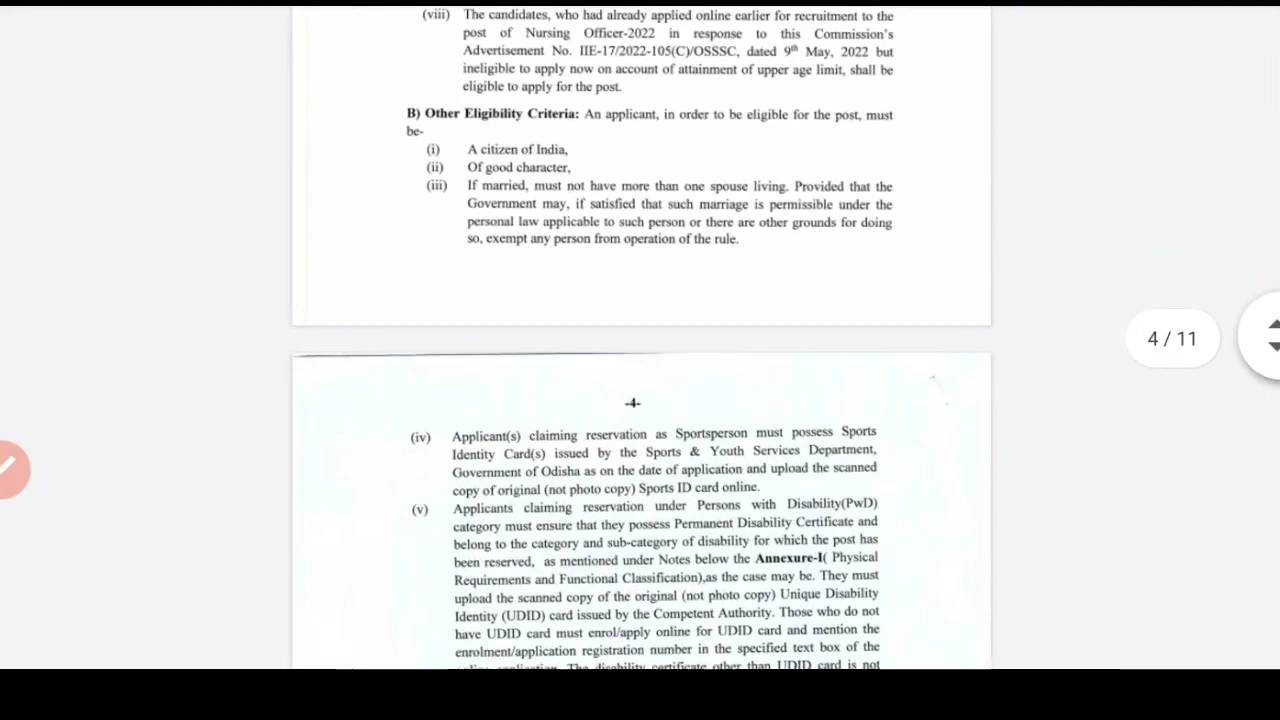 (viii) The candidates, who had already applied online earlier for recruitment to the
post of Nursing Officer-2022 in response to this Commission's
Advertisement No. IIE-17/2022-105(C)/OSSSC, dated 9th May, 2022 but
ineligible to apply now on account of attainment of upper age limit, shall be
eligible to apply for the post.
B) Other Eligibility Criteria: An applicant, in order to be eligible for the post, must
be-
(i) A citizen of India,
(ii) Of good character,
(iii) If married, must not have more than one spouse living. Provided that the
Government may, if satisfied that such marriage is permissible under the
personal law applicable to such person or there are other grounds for doing
so, exempt any person from operation of the rule.
4 / 11
-4-
(iv) Applicant(s) claiming reservation as Sportsperson must possess Sports
Identity Card(s) issued by the Sports & Youth Services Department,
Government of Odisha as on the date of application and upload the scanned
copy of original (not photo copy) Sports ID card online.
(v) Applicants claiming reservation under Persons with Disability(PwD)
category must ensure that they possess Permanent Disability Certificate and
belong to the category and sub-category of disability for which the post has
been reserved, as mentioned under Notes below the Annexure-I( Physical
Requirements and Functional Classification),as the case may be. They must
upload the scanned copy of the original (not photo copy) Unique Disability
Identity (UDID) card issued by the Competent Authority. Those who do not
have UDID card must enrol/apply online for UDID card and mention the
enrolment/application registration number in the specified text box of the
online application. The disability certificate other than UDID card is not